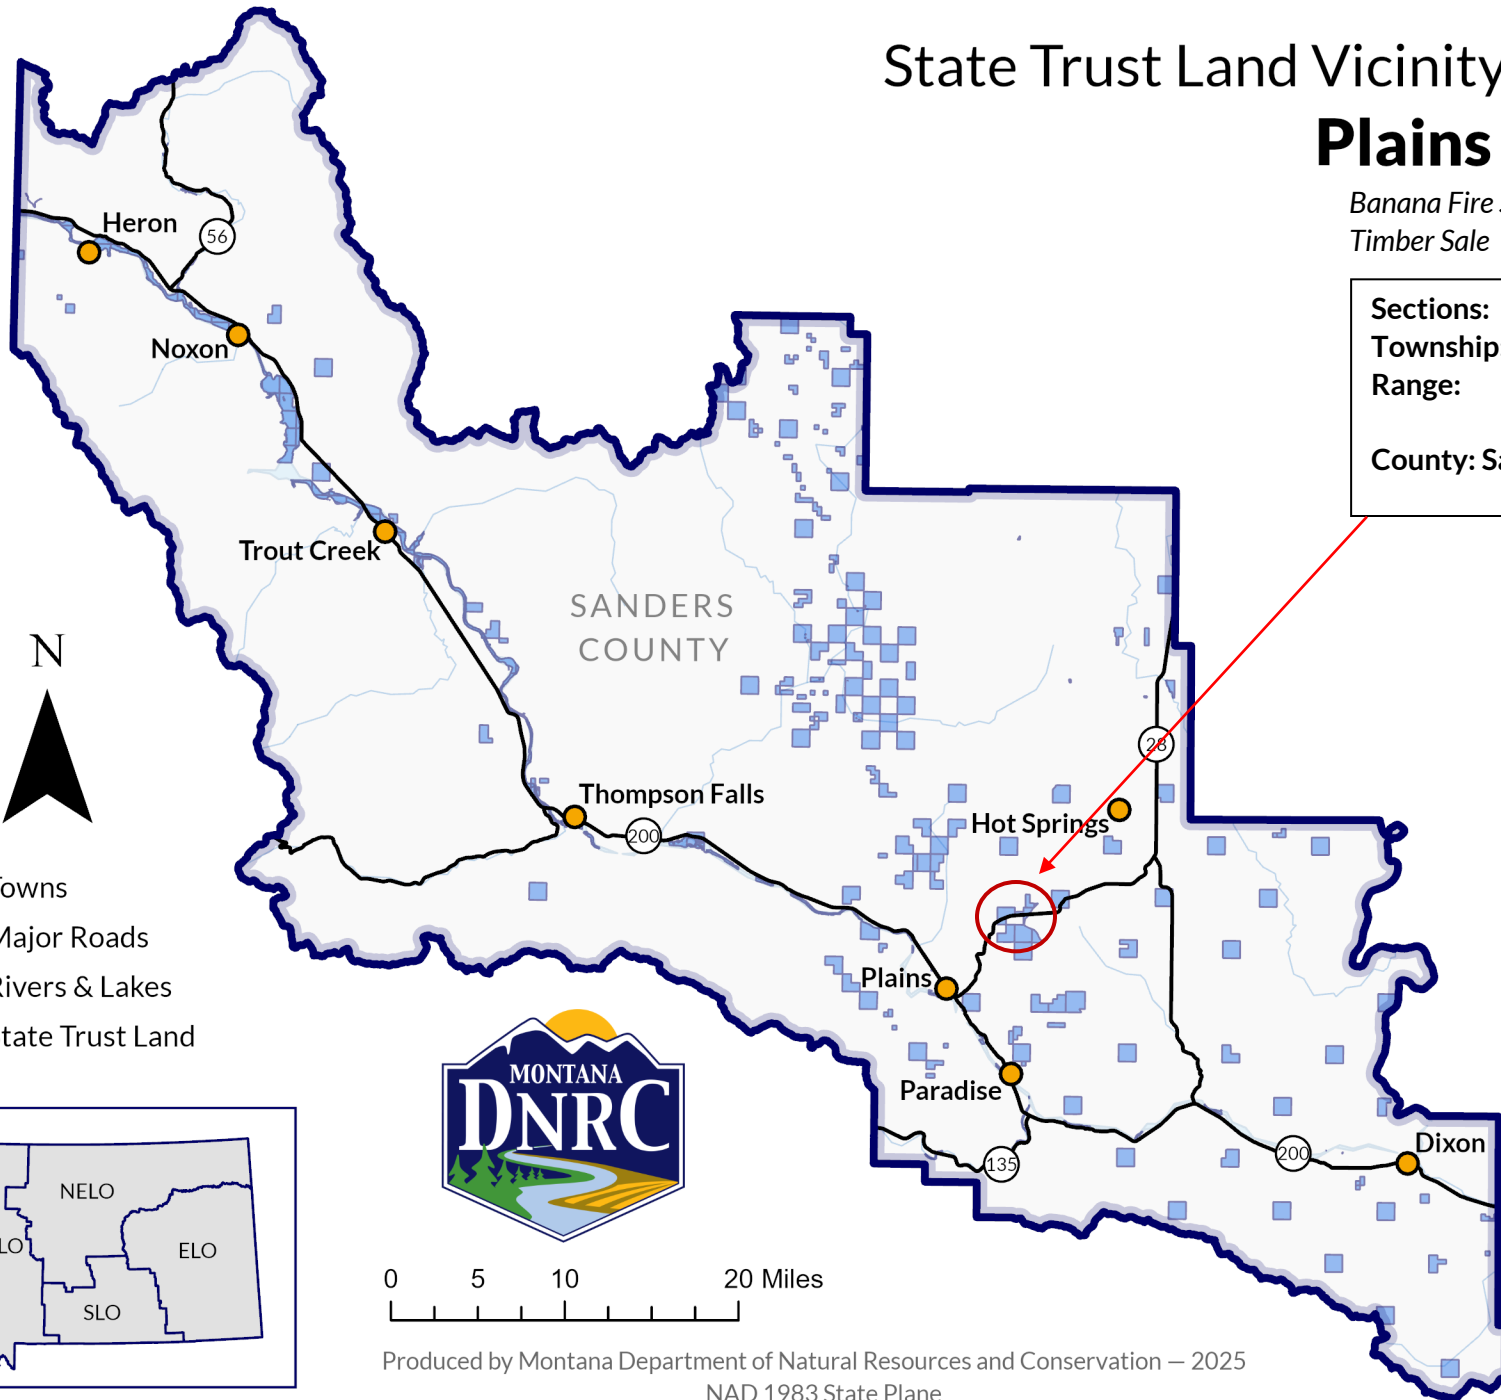 State Trust Land Vicinity
Plains
Banana Fire
Timber Sale
Sections:
Township
Range:
County: Sa
Heron
56
Noxon
Trout Creek
SANDERS
COUNTY
N
28
Thompson Falls
200
Hot Springs
Towns
Major Roads
Rivers & Lakes
State Trust Land
Plains
Paradise
MONTANA
DNRC
135
200
Dixon
NELO
LO
ELO
SLO
0 5 10 20 Miles
Produced by Montana Department of Natural Resources and Conservation — 2025
NAD 1983 State Plane